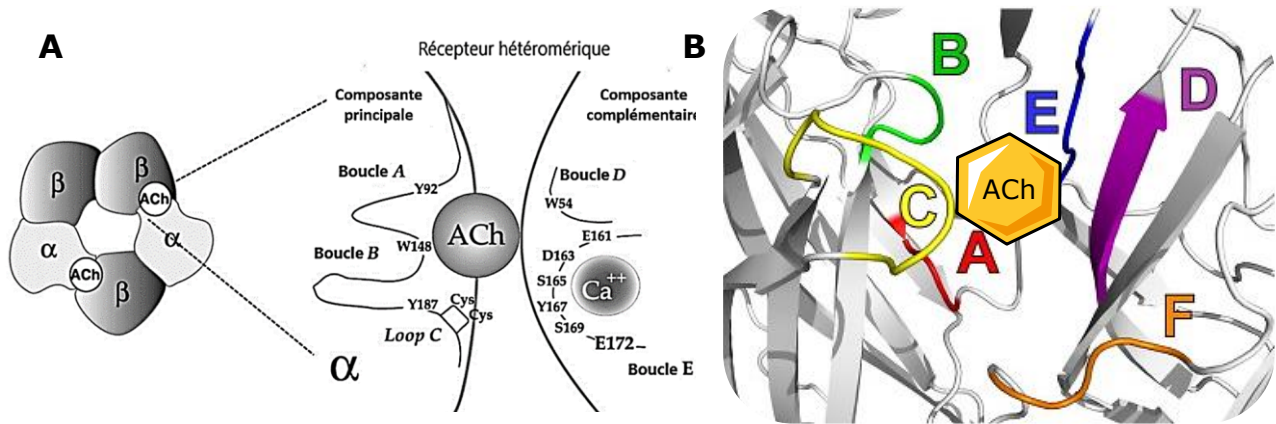 A
Récepteur hétéromérique
Composante
principale
Composante
complémentaire
β
β
ACh
α
α
ACh
β
α
Boucle A
Y92
Boucle B
W148
Y187
Cys
Cys
Loop C
ACh
Boucle D
W54
E161
D163
S165
Y167
S169
E172
Ca++
Boucle E
B
B
E
D
ACh
C
A
F